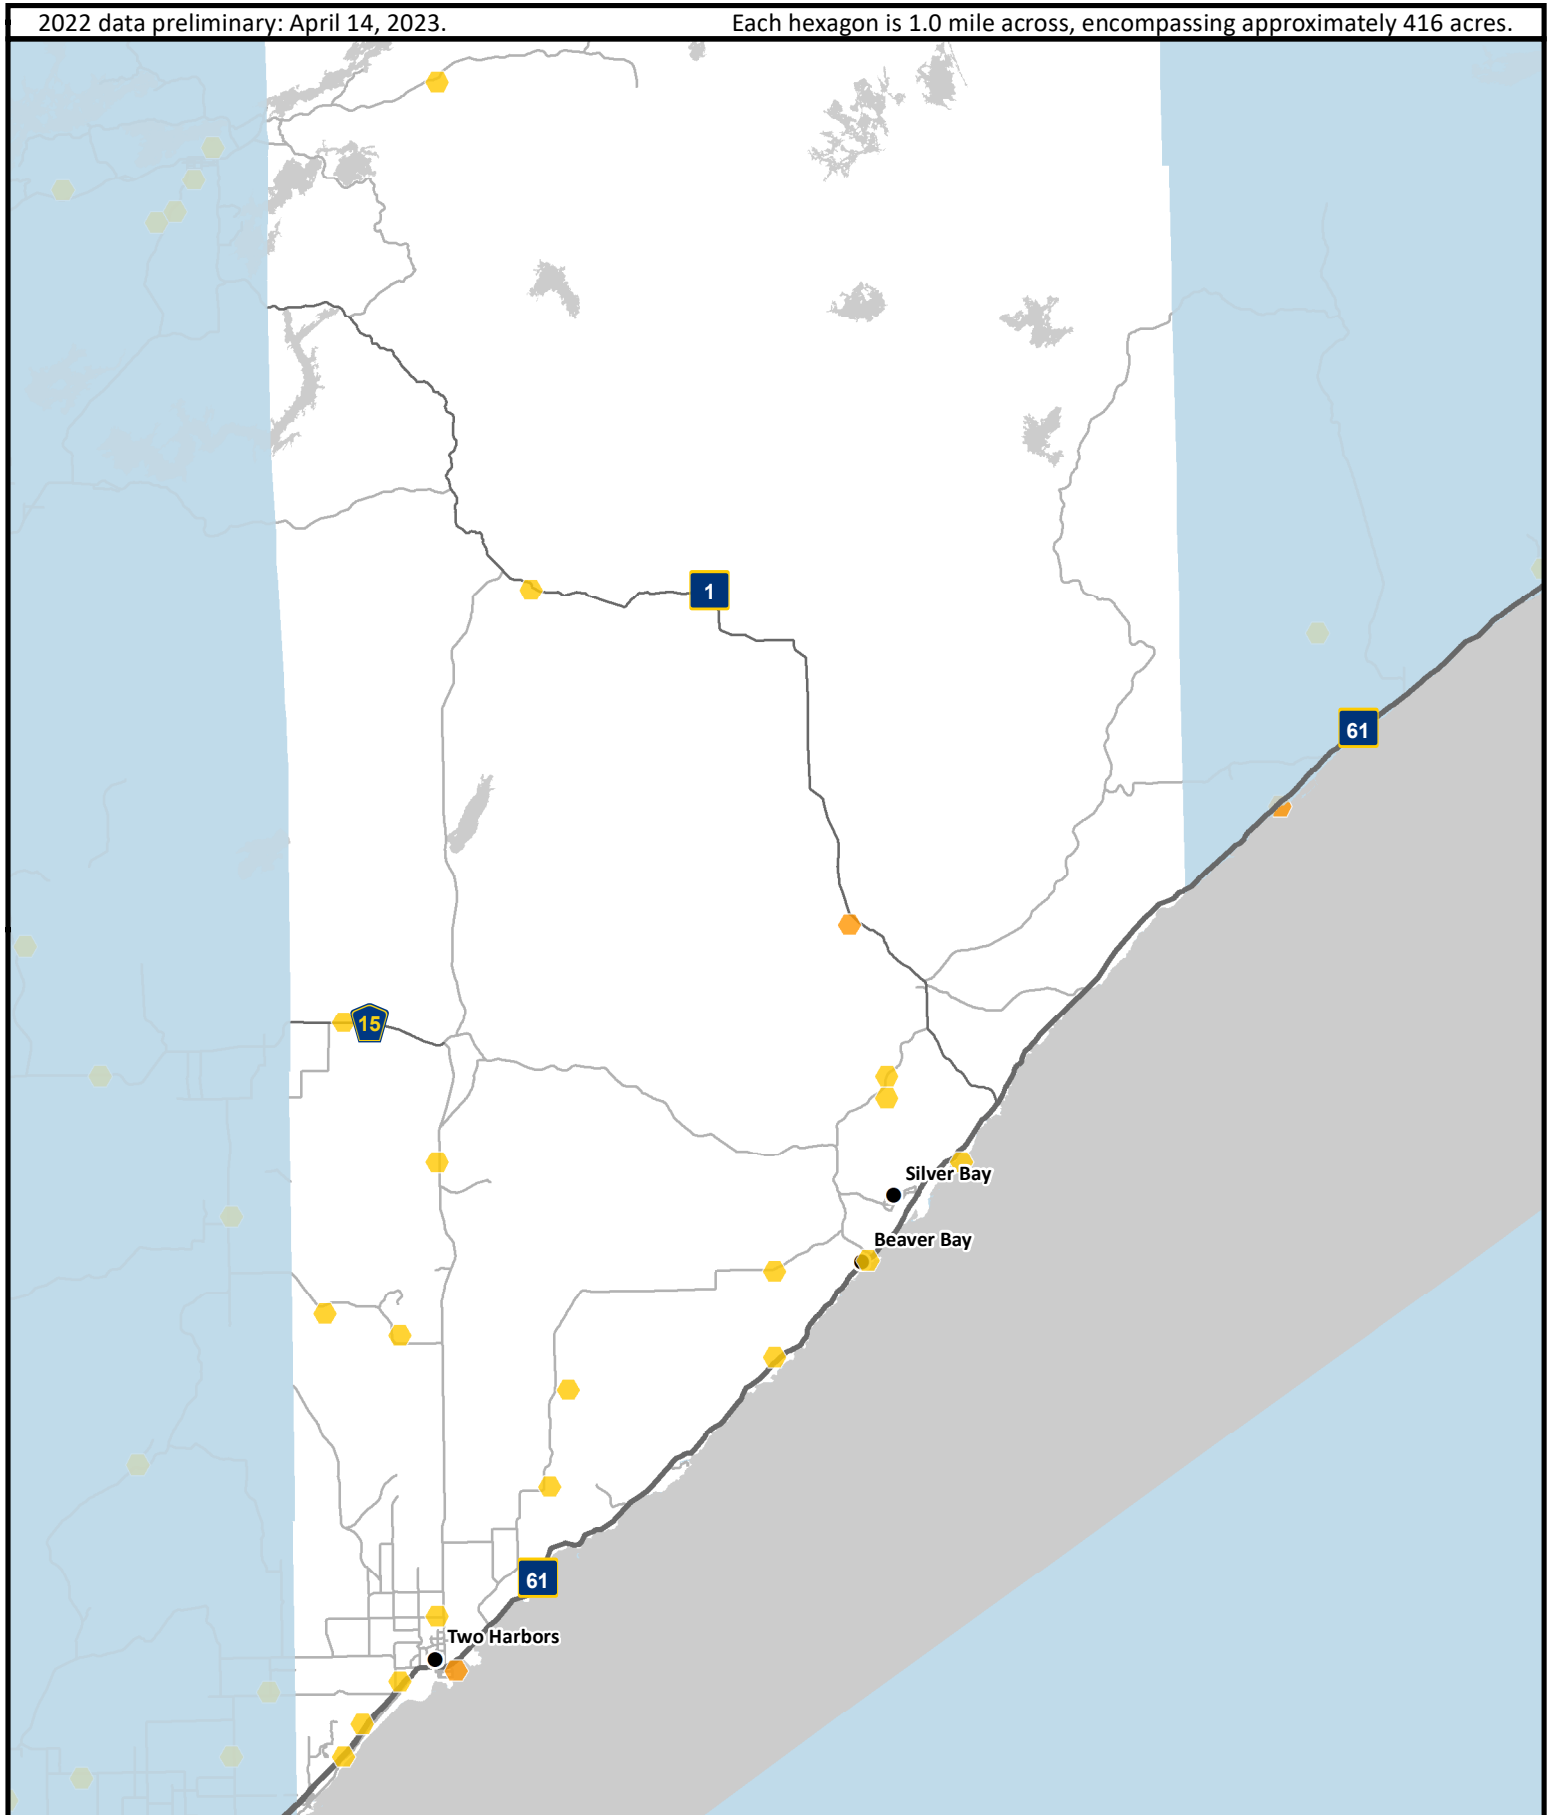 2022 data preliminary: April 14, 2023. Each hexagon is 1.0 mile across, encompassing approximately 416 acres.
1
61
15
Silver Bay
Beaver Bay
61
Two Harbors